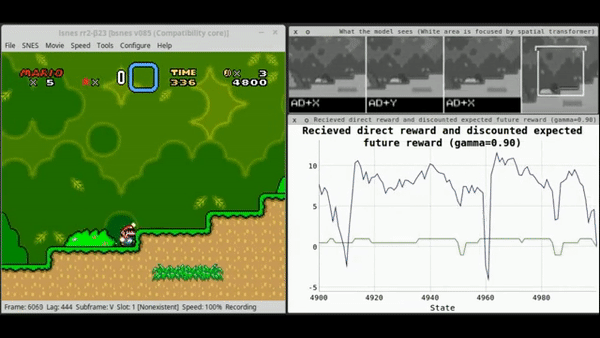 lsnes rr2-β23 [bsnes v085 (Compatibility core)]
File SNES Movie Speed Tools Configure Help
MARIO TIME
x 5 x 0 336 x 3
4800
Frame: 6069 Lag: 444 Subframe: V Slot: 1 [Nonexistent] Speed: 100% Recording
What the model sees (White area is focused by spatial transformer)
AD+X AD+Y AD+X
Recieved direct reward and discounted expected future reward (gamma=0.90)
Recieved direct reward and discounted expected
future reward (gamma=0.90)
10
5
0
-5
4900 4920 4940 4960 4980
State